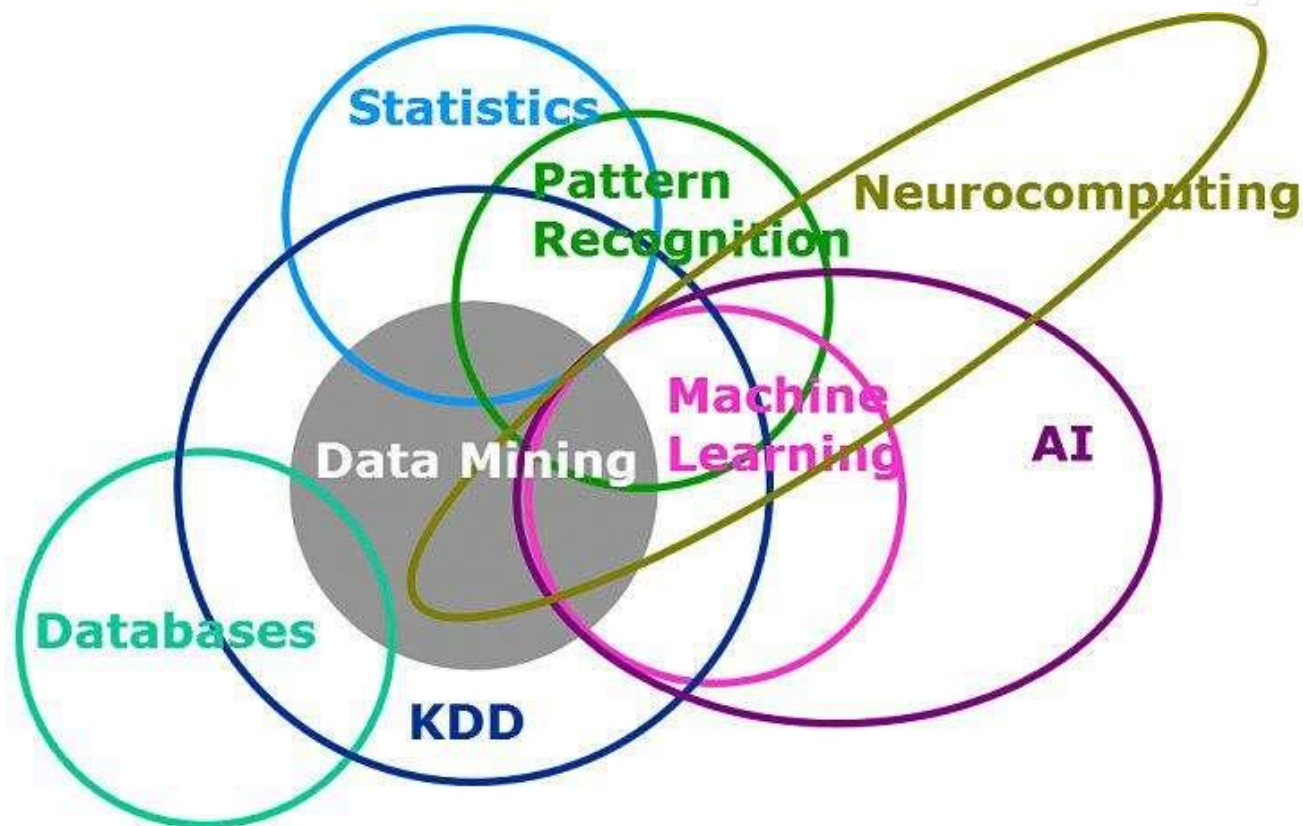 Statistics
Pattern
Recognition
Neurocomputing
Machine
Learning
AI
Data Mining
Databases
KDD